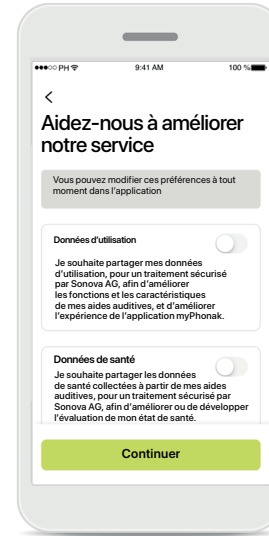 ●●●○○ PH 9:41 AM 100 %
Aidez-nous à améliorer
notre service
Vous pouvez modifier ces préférences à tout
moment dans l’application
Données d’utilisation
Je souhaite partager mes données
d’utilisation, pour un traitement sécurisé
par Sonova AG, afin d’améliorer
les fonctions et les caractéristiques
de mes aides auditives, et d’améliorer
l’expérience de l’application myPhonak.
Données de santé
Je souhaite partager les données
de santé collectées à partir de mes aides
auditives, pour un traitement sécurisé par
Sonova AG, afin d’améliorer ou de développer
l’évaluation de mon état de santé.
Continuer